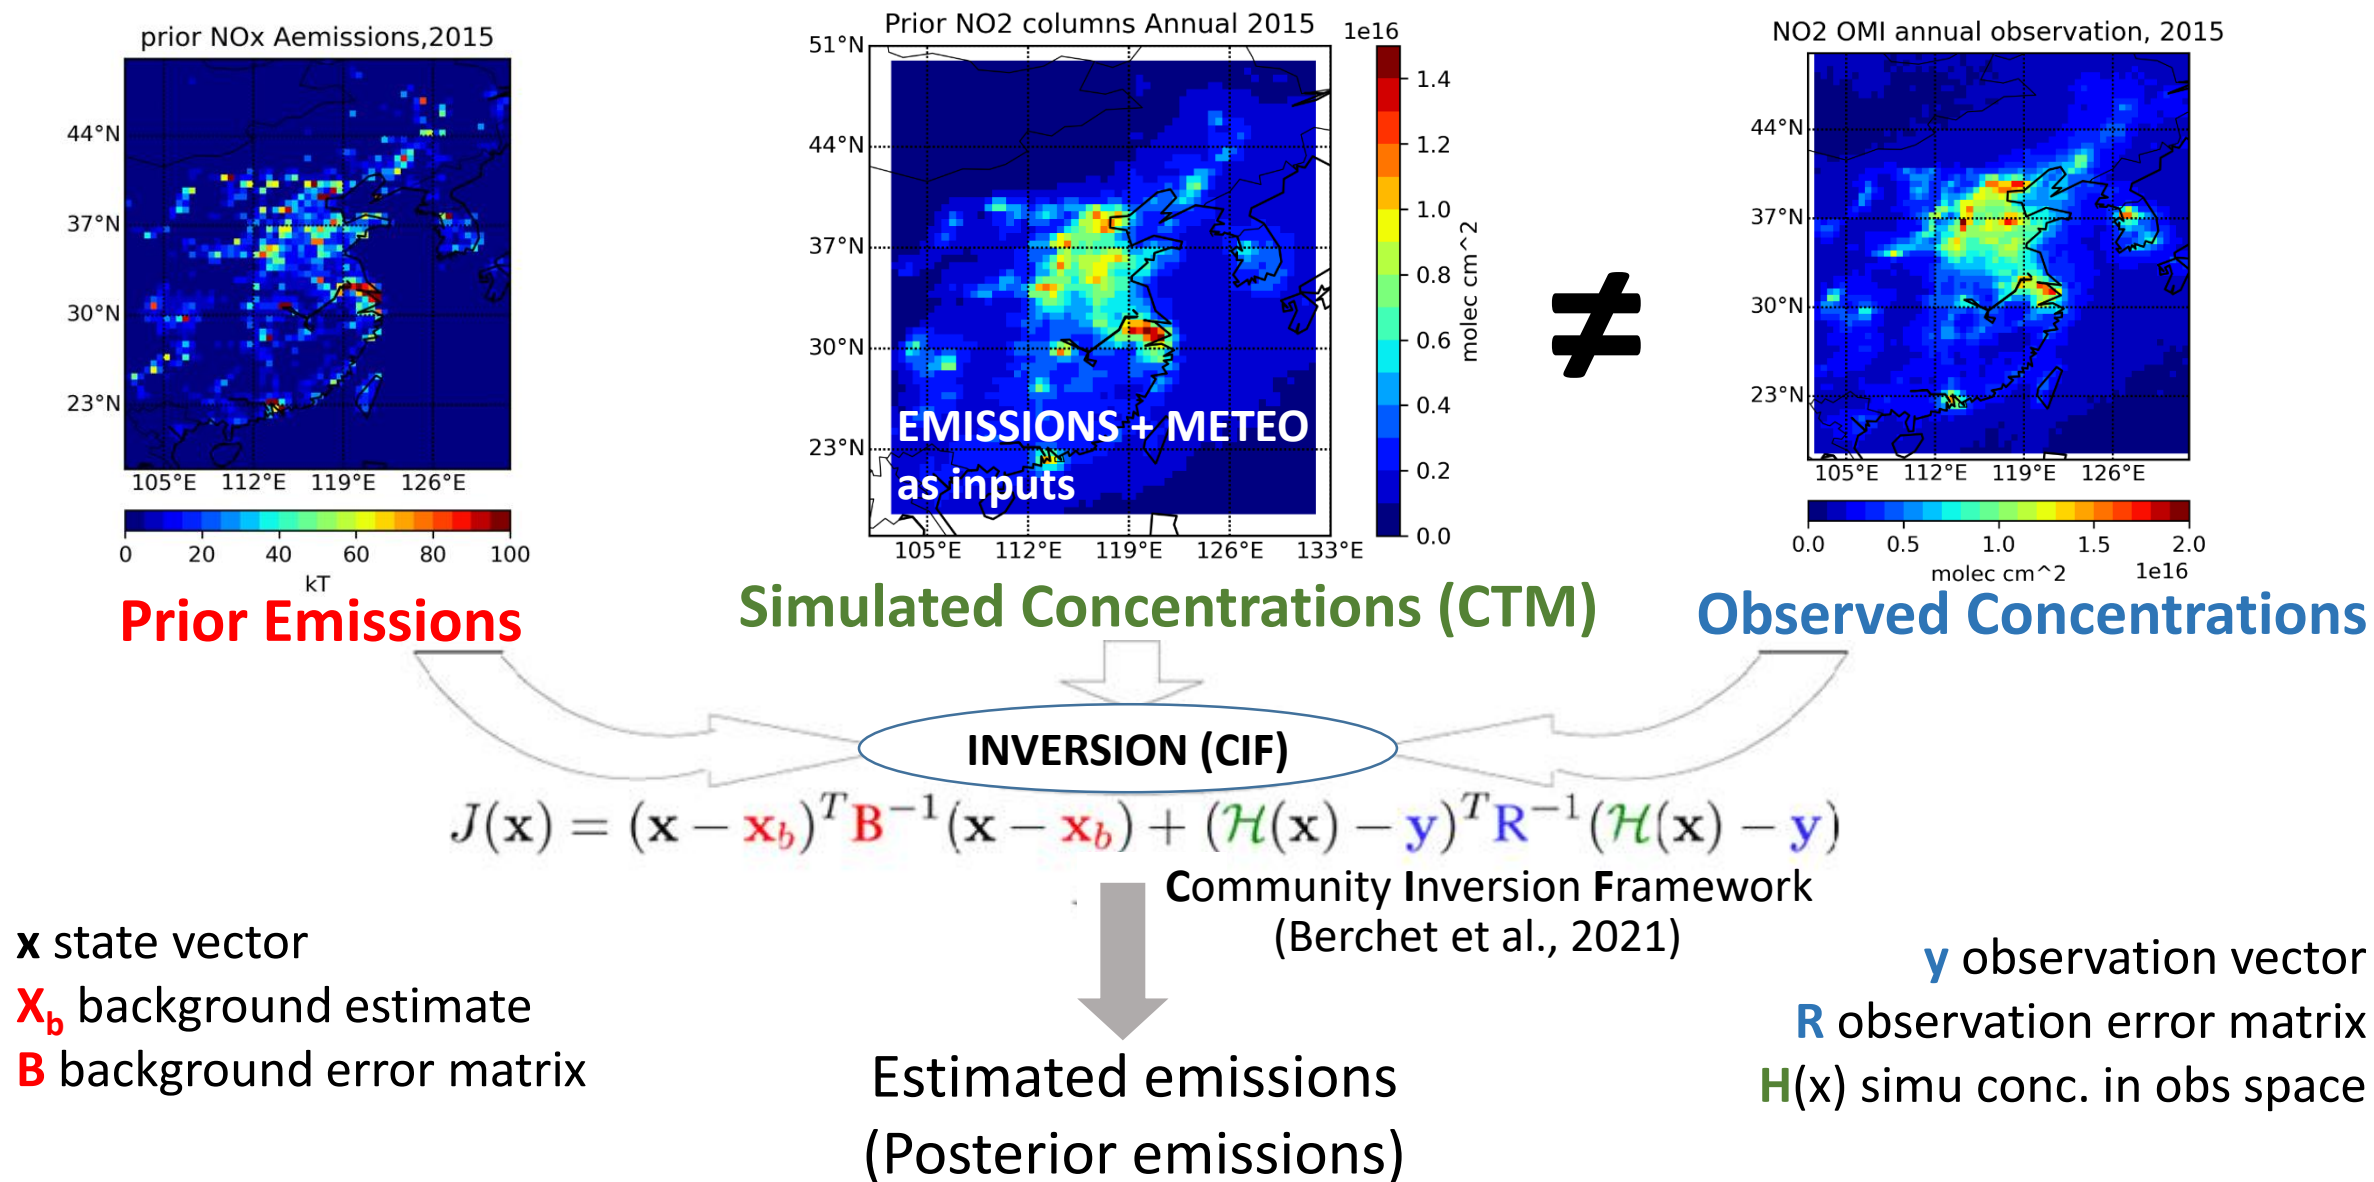 prior NOx Aemissions,2015
44°N
37°N
30°N
23°N
105°E 112°E 119°E 126°E
0 20 40 60 80 100
kT
Prior Emissions
Prior NO2 columns Annual 2015
1e16
51°N
44°N
37°N
30°N
23°N
105°E 112°E 119°E 126°E 133°E
1.4
1.2
1.0
0.8
0.6
0.4
0.2
0.0
molec cm^2
EMISSIONS + METEO
as inputs
Simulated Concentrations (CTM)
≠
NO2 OMI annual observation, 2015
44°N
37°N
30°N
23°N
105°E 112°E 119°E 126°E
0.0 0.5 1.0 1.5 2.0
molec cm^2 1e16
Observed Concentrations
INVERSION (CIF)
J(x) = (x − x_b)^T B^−1 (x − x_b) + (ℋ(x) − y)^T R^−1 (ℋ(x) − y)
Community Inversion Framework
(Berchet et al., 2021)
x state vector
X_b background estimate
B background error matrix
y observation vector
R observation error matrix
H(x) simu conc. in obs space
Estimated emissions
(Posterior emissions)